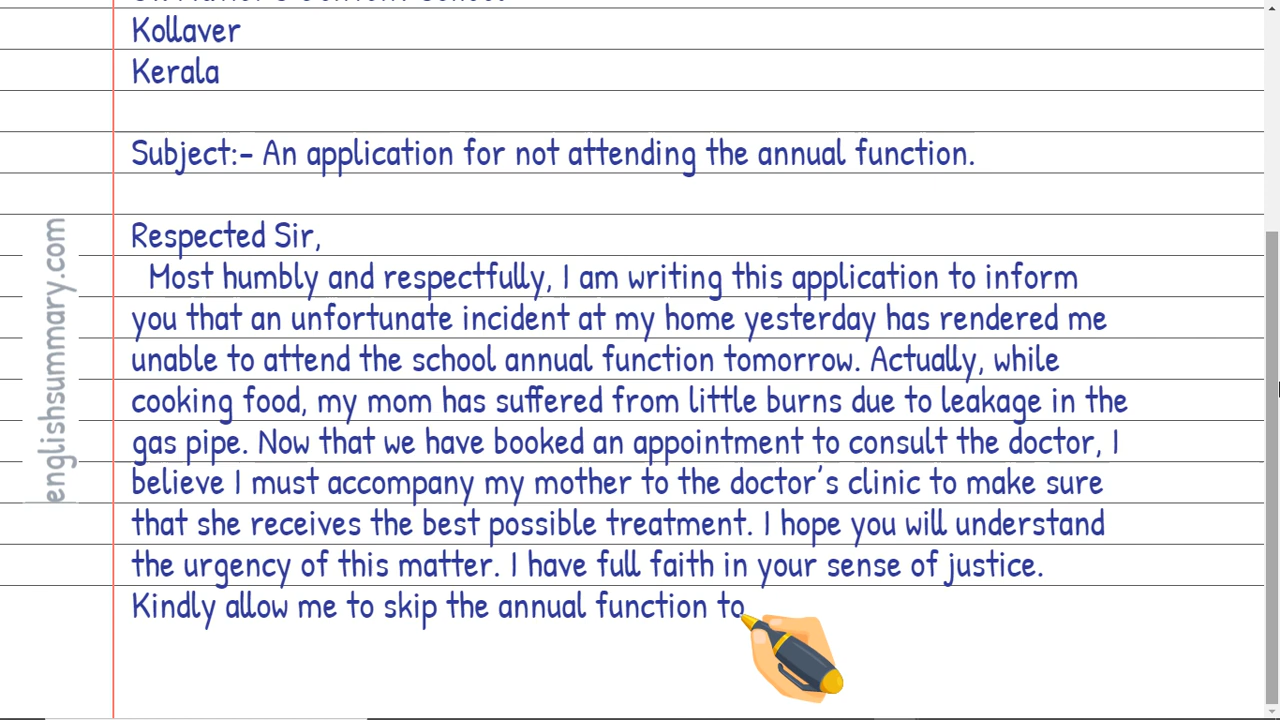 Kollaver
Kerala
Subject:- An application for not attending the annual function.
Respected Sir,
Most humbly and respectfully, I am writing this application to inform
you that an unfortunate incident at my home yesterday has rendered me
unable to attend the school annual function tomorrow. Actually, while
cooking food, my mom has suffered from little burns due to leakage in the
gas pipe. Now that we have booked an appointment to consult the doctor, I
believe I must accompany my mother to the doctor's clinic to make sure
that she receives the best possible treatment. I hope you will understand
the urgency of this matter. I have full faith in your sense of justice.
Kindly allow me to skip the annual function to
englishsummary.com